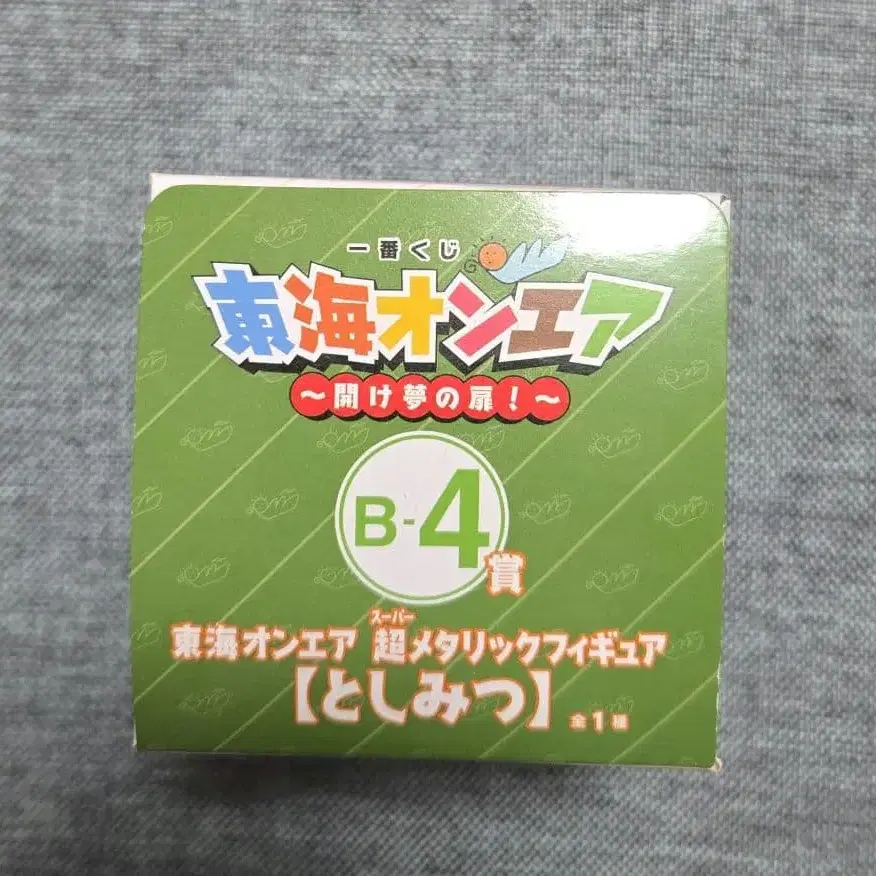 一番くじ
東海オンエア
～開け夢の扉！～
B-4賞
スーパー
東海オンエア 超メタリックフィギュア
【としみつ】 全1種